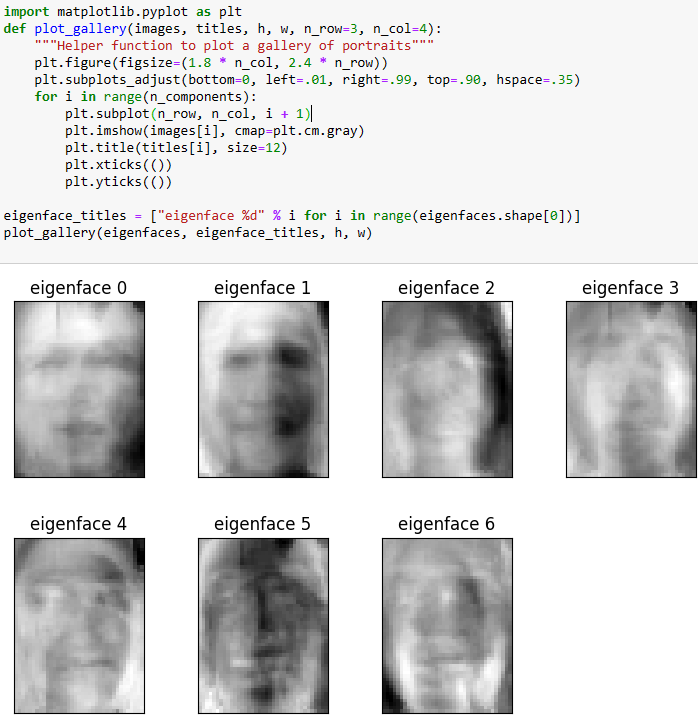 import matplotlib.pyplot as plt
def plot_gallery(images, titles, h, w, n_row=3, n_col=4):
    """Helper function to plot a gallery of portraits"""
    plt.figure(figsize=(1.8 * n_col, 2.4 * n_row))
    plt.subplots_adjust(bottom=0, left=.01, right=.99, top=.90, hspace=.35)
    for i in range(n_components):
        plt.subplot(n_row, n_col, i + 1)
        plt.imshow(images[i], cmap=plt.cm.gray)
        plt.title(titles[i], size=12)
        plt.xticks(())
        plt.yticks(())
eigenface_titles = ["eigenface %d" % i for i in range(eigenfaces.shape[0])]
plot_gallery(eigenfaces, eigenface_titles, h, w)
eigenface 0
eigenface 1
eigenface 2
eigenface 3
eigenface 4
eigenface 5
eigenface 6